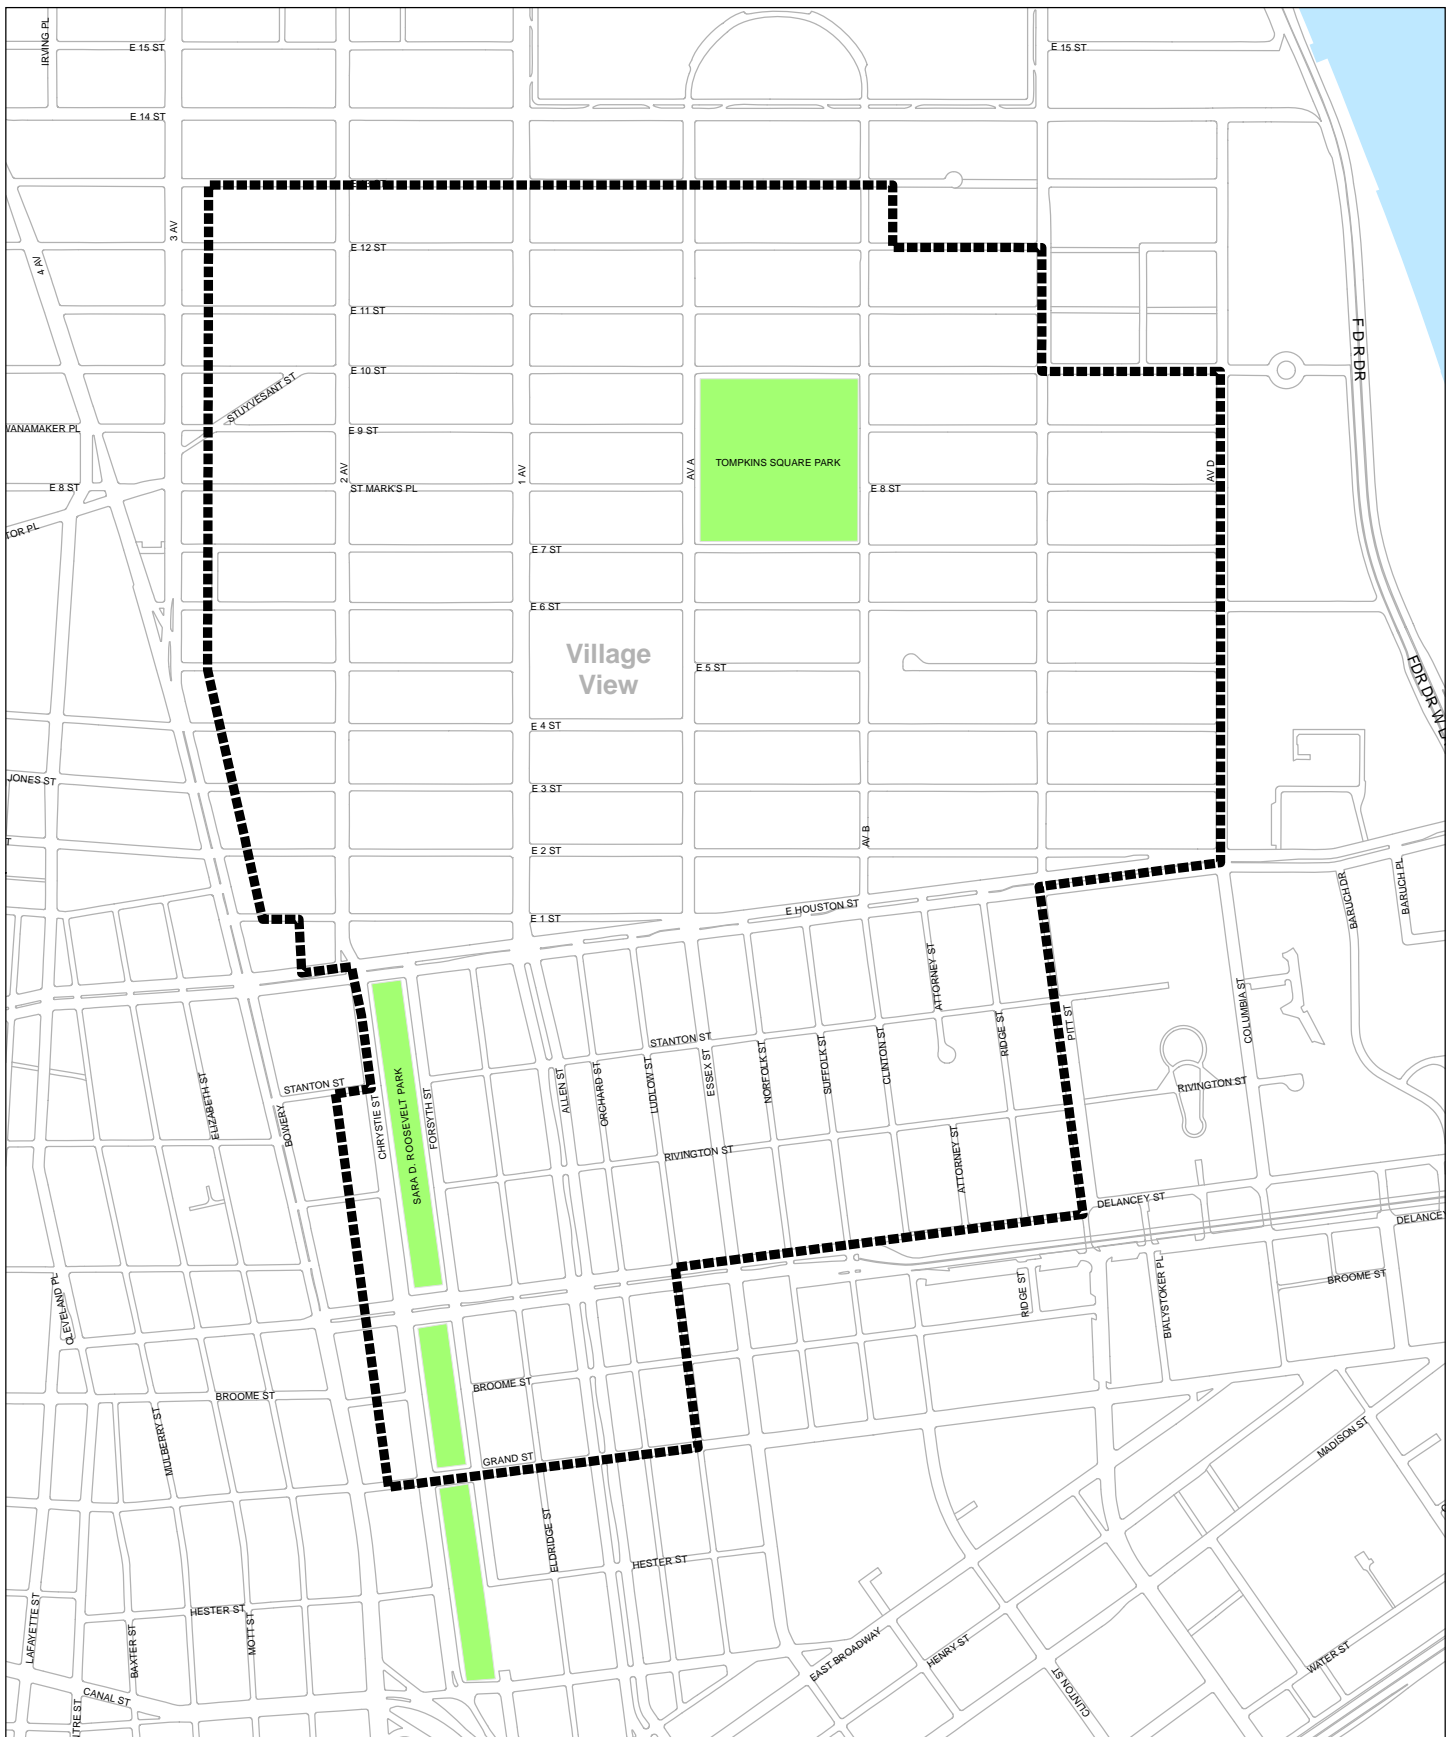 IRVING PL
E 15 ST
E 15 ST
E 14 ST
3 AV
E 12 ST
4 AV
E 11 ST
F D R DR
E 10 ST
STUYVESANT ST
WANAMAKER PL
E 9 ST
TOMPKINS SQUARE PARK
2 AV
1 AV
AV A
AV D
E 8 ST
ST MARK'S PL
E 8 ST
TOR PL
E 7 ST
E 6 ST
Village
View
E 5 ST
FDR DR W
E 4 ST
JONES ST
E 3 ST
AV B
E 2 ST
T
BARUCH DR
BARUCH PL
E HOUSTON ST
E 1 ST
ATTORNEY ST
COLUMBIA ST
PITT ST
RIDGE ST
STANTON ST
STANTON ST
ELIZABETH ST
BOWERY
CHRYSTIE ST
SARA D. ROOSEVELT PARK
FORSYTH ST
ALLEN ST
ORCHARD ST
LUDLOW ST
ESSEX ST
NORFOLK ST
SUFFOLK ST
CLINTON ST
RIVINGTON ST
RIVINGTON ST
ATTORNEY ST
DELANCEY ST
DELANCEY
CLEVELAND PL
RIDGE ST
BIALYSTOKER PL
BROOME ST
BROOME ST
BROOME ST
MULBERRY ST
MADISON ST
GRAND ST
ELDRIDGE ST
HESTER ST
HESTER ST
LAFAYETTE ST
BAXTER ST
MOTT ST
EAST BROADWAY
HENRY ST
CLINTON ST
WATER ST
CANAL ST
TRE ST